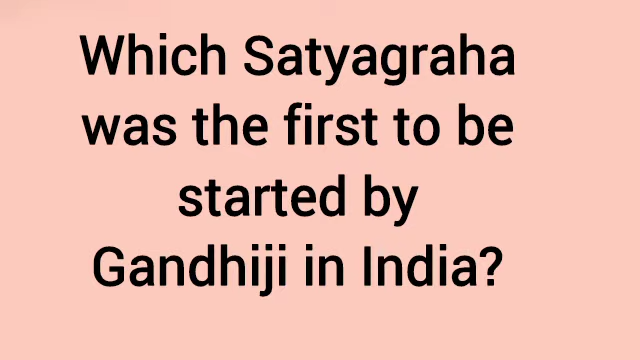 Which Satyagraha
was the first to be
started by
Gandhiji in India?